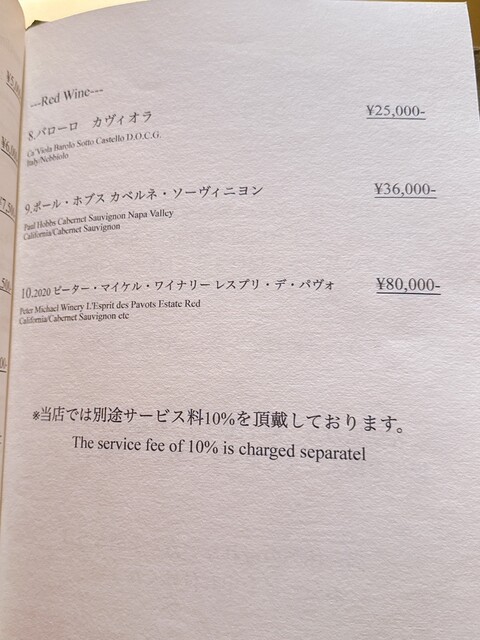 ---Red Wine---
8.バローロ　カヴィオラ ¥25,000-
Ca'Viola Barolo Sotto Castello D.O.C.G.
Italy/Nebbiolo
9.ポール・ホブス カベルネ・ソーヴィニヨン ¥36,000-
Paul Hobbs Cabernet Sauvignon Napa Valley
California/Cabernet Sauvignon
10.2020 ピーター・マイケル・ワイナリー レスプリ・デ・パヴォ ¥80,000-
Peter Michael Winery L'Esprit des Pavots Estate Red
California/Cabernet Sauvignon etc
※当店では別途サービス料10%を頂戴しております。
The service fee of 10% is charged separatel